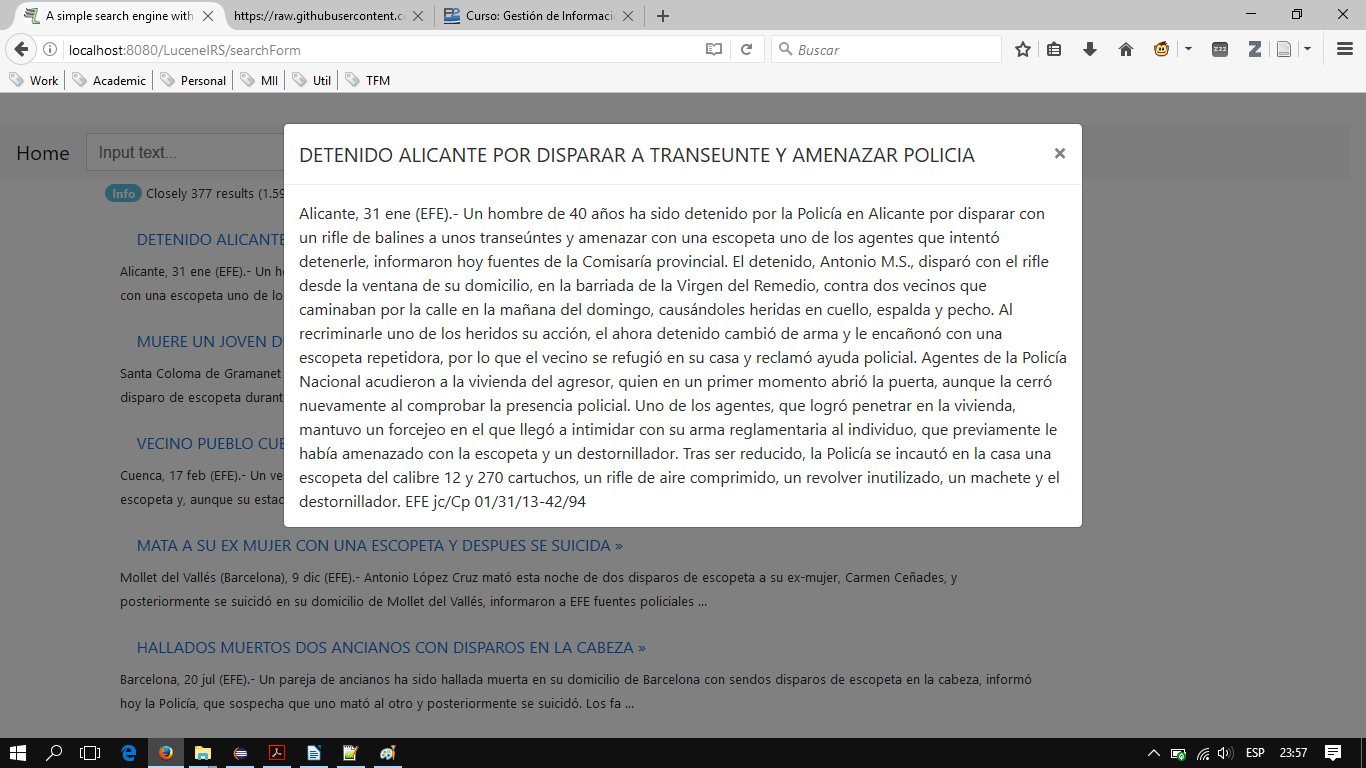 A simple search engine with
https://raw.githubusercontent.c
Curso: Gestión de Informaci
localhost:8080/LuceneIRS/searchForm
Buscar
Work
Academic
Personal
MII
Util
TFM
Home
Input text...
Info Closely 377 results (1.59
DETENIDO ALICANTE POR DISPARAR A TRANSEUNTE Y AMENAZAR POLICIA
×
Alicante, 31 ene (EFE).- Un hombre de 40 años ha sido detenido por la Policía en Alicante por disparar con
un rifle de balines a unos transeúntes y amenazar con una escopeta uno de los agentes que intentó
detenerle, informaron hoy fuentes de la Comisaría provincial. El detenido, Antonio M.S., disparó con el rifle
desde la ventana de su domicilio, en la barriada de la Virgen del Remedio, contra dos vecinos que
caminaban por la calle en la mañana del domingo, causándoles heridas en cuello, espalda y pecho. Al
recriminarle uno de los heridos su acción, el ahora detenido cambió de arma y le encañonó con una
escopeta repetidora, por lo que el vecino se refugió en su casa y reclamó ayuda policial. Agentes de la Policía
Nacional acudieron a la vivienda del agresor, quien en un primer momento abrió la puerta, aunque la cerró
nuevamente al comprobar la presencia policial. Uno de los agentes, que logró penetrar en la vivienda,
mantuvo un forcejeo en el que llegó a intimidar con su arma reglamentaria al individuo, que previamente le
había amenazado con la escopeta y un destornillador. Tras ser reducido, la Policía se incautó en la casa una
escopeta del calibre 12 y 270 cartuchos, un rifle de aire comprimido, un revolver inutilizado, un machete y el
destornillador. EFE jc/Cp 01/31/13-42/94
DETENIDO ALICANTE
Alicante, 31 ene (EFE).- Un h
con una escopeta uno de lo
MUERE UN JOVEN D
Santa Coloma de Gramanet
disparo de escopeta durant
VECINO PUEBLO CUE
Cuenca, 17 feb (EFE).- Un ve
escopeta y, aunque su estac
MATA A SU EX MUJER CON UNA ESCOPETA Y DESPUES SE SUICIDA »
Mollet del Vallés (Barcelona), 9 dic (EFE).- Antonio López Cruz mató esta noche de dos disparos de escopeta a su ex-mujer, Carmen Ceñades, y
posteriormente se suicidó en su domicilio de Mollet del Vallés, informaron a EFE fuentes policiales ...
HALLADOS MUERTOS DOS ANCIANOS CON DISPAROS EN LA CABEZA »
Barcelona, 20 jul (EFE).- Un pareja de ancianos ha sido hallada muerta en su domicilio de Barcelona con sendos disparos de escopeta en la cabeza, informó
hoy la Policía, que sospecha que uno mató al otro y posteriormente se suicidó. Los fa ...
ESP
23:57